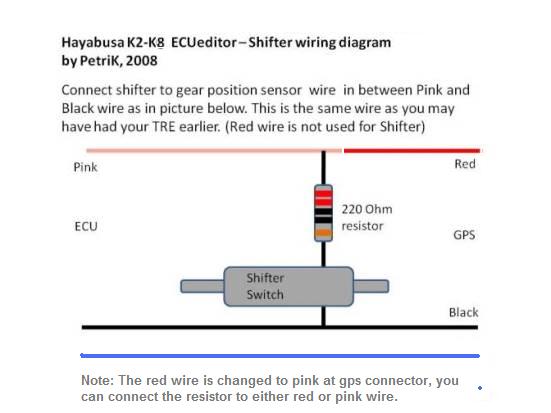 Hayabusa K2-K8 ECUeditor – Shifter wiring diagram
by PetriK, 2008
Connect shifter to gear position sensor wire in between Pink and
Black wire as in picture below. This is the same wire as you may
have had your TRE earlier. (Red wire is not used for Shifter)
Pink
Red
220 Ohm
resistor
ECU
GPS
Shifter
Switch
Black
Note: The red wire is changed to pink at gps connector, you
can connect the resistor to either red or pink wire.